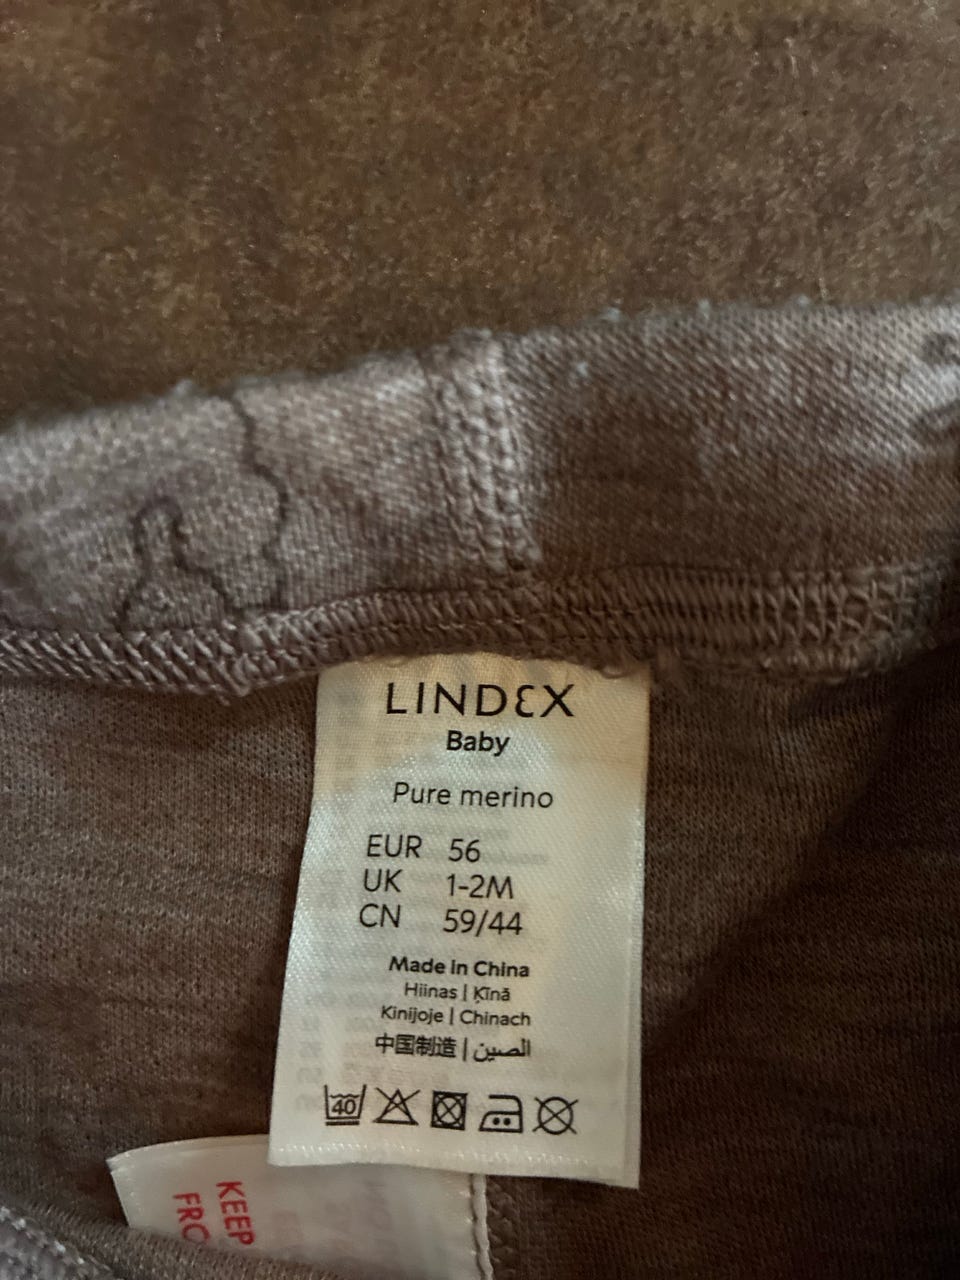 LINDEX
Baby
Pure merino
EUR 56
UK 1-2M
CN 59/44
Made in China
Hiinas | Ķīnā
Kinijoje | Chinach
中国制造 | الصين
40
KEEP